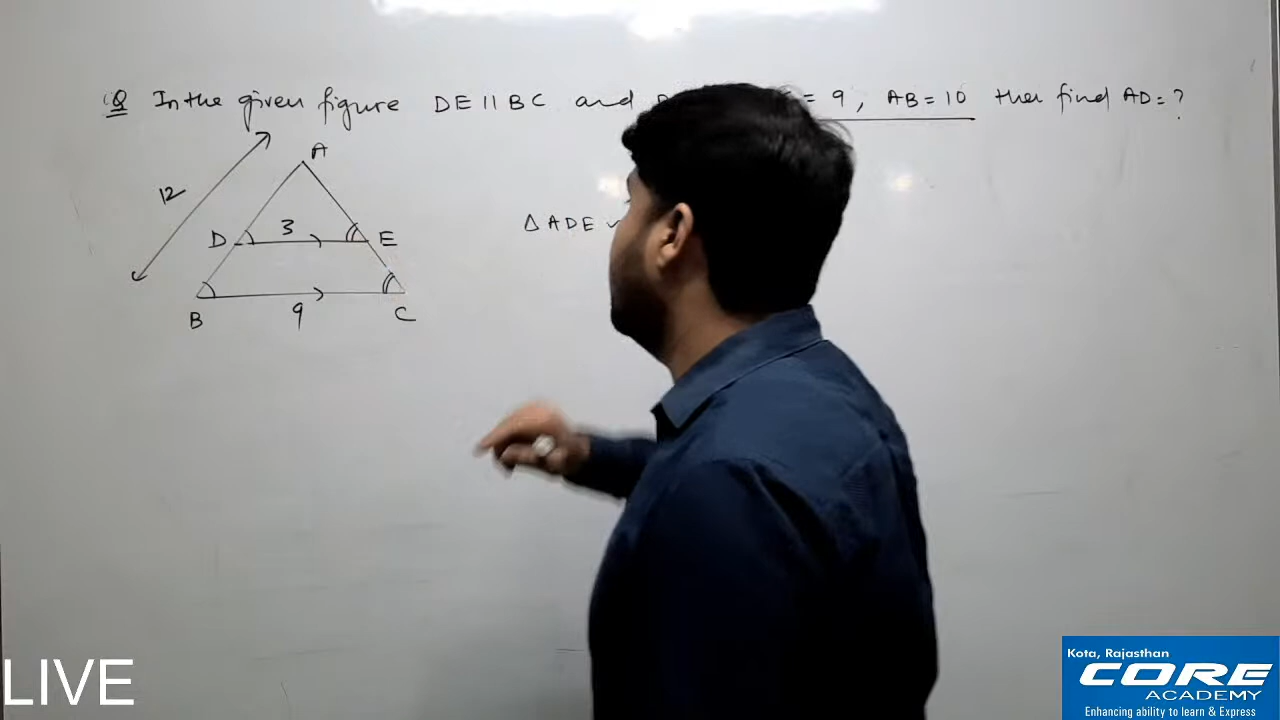 Q In the given figure DE || BC and = 9, AB = 10 then find AD = ?
A
12
D 3 E
B 9 C
Δ ADE ~
LIVE
Kota, Rajasthan
CORE
ACADEMY
Enhancing ability to learn & Express